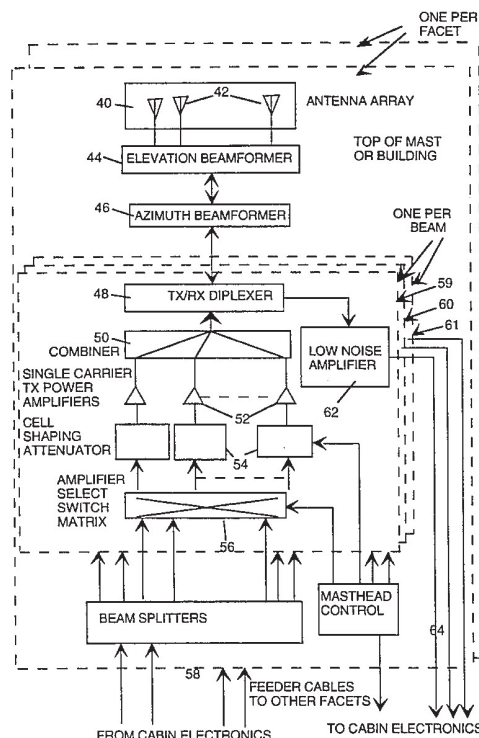 ONE PER
FACET
40
42
ANTENNA ARRAY
44
ELEVATION BEAMFORMER
TOP OF MAST
OR BUILDING
46
AZIMUTH BEAMFORMER
ONE PER
BEAM
59
60
61
48
TX/RX DIPLEXER
50
COMBINER
LOW NOISE
AMPLIFIER
62
SINGLE CARRIER
TX POWER
AMPLIFIERS
52
CELL
SHAPING
ATTENUATOR
54
AMPLIFIER
SELECT
SWITCH
MATRIX
56
BEAM SPLITTERS
MASTHEAD
CONTROL
64
58
FEEDER CABLES
TO OTHER FACETS
FROM CABIN ELECTRONICS
TO CABIN ELECTRONICS